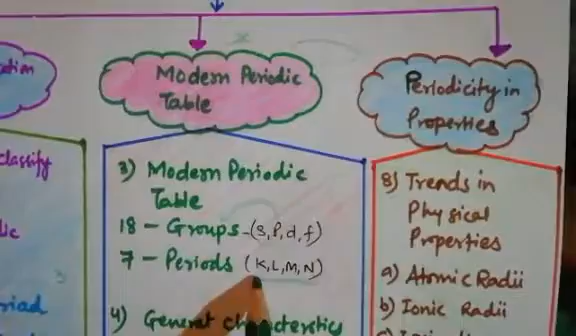 Modern Periodic
Table
Periodicity in
Properties
classify
3) Modern Periodic
Table
18 - Groups - (s, p, d, f)
7 - Periods (K, L, M, N)
4) General
8) Trends in
Physical
Properties
a) Atomic Radii
b) Ionic Radii